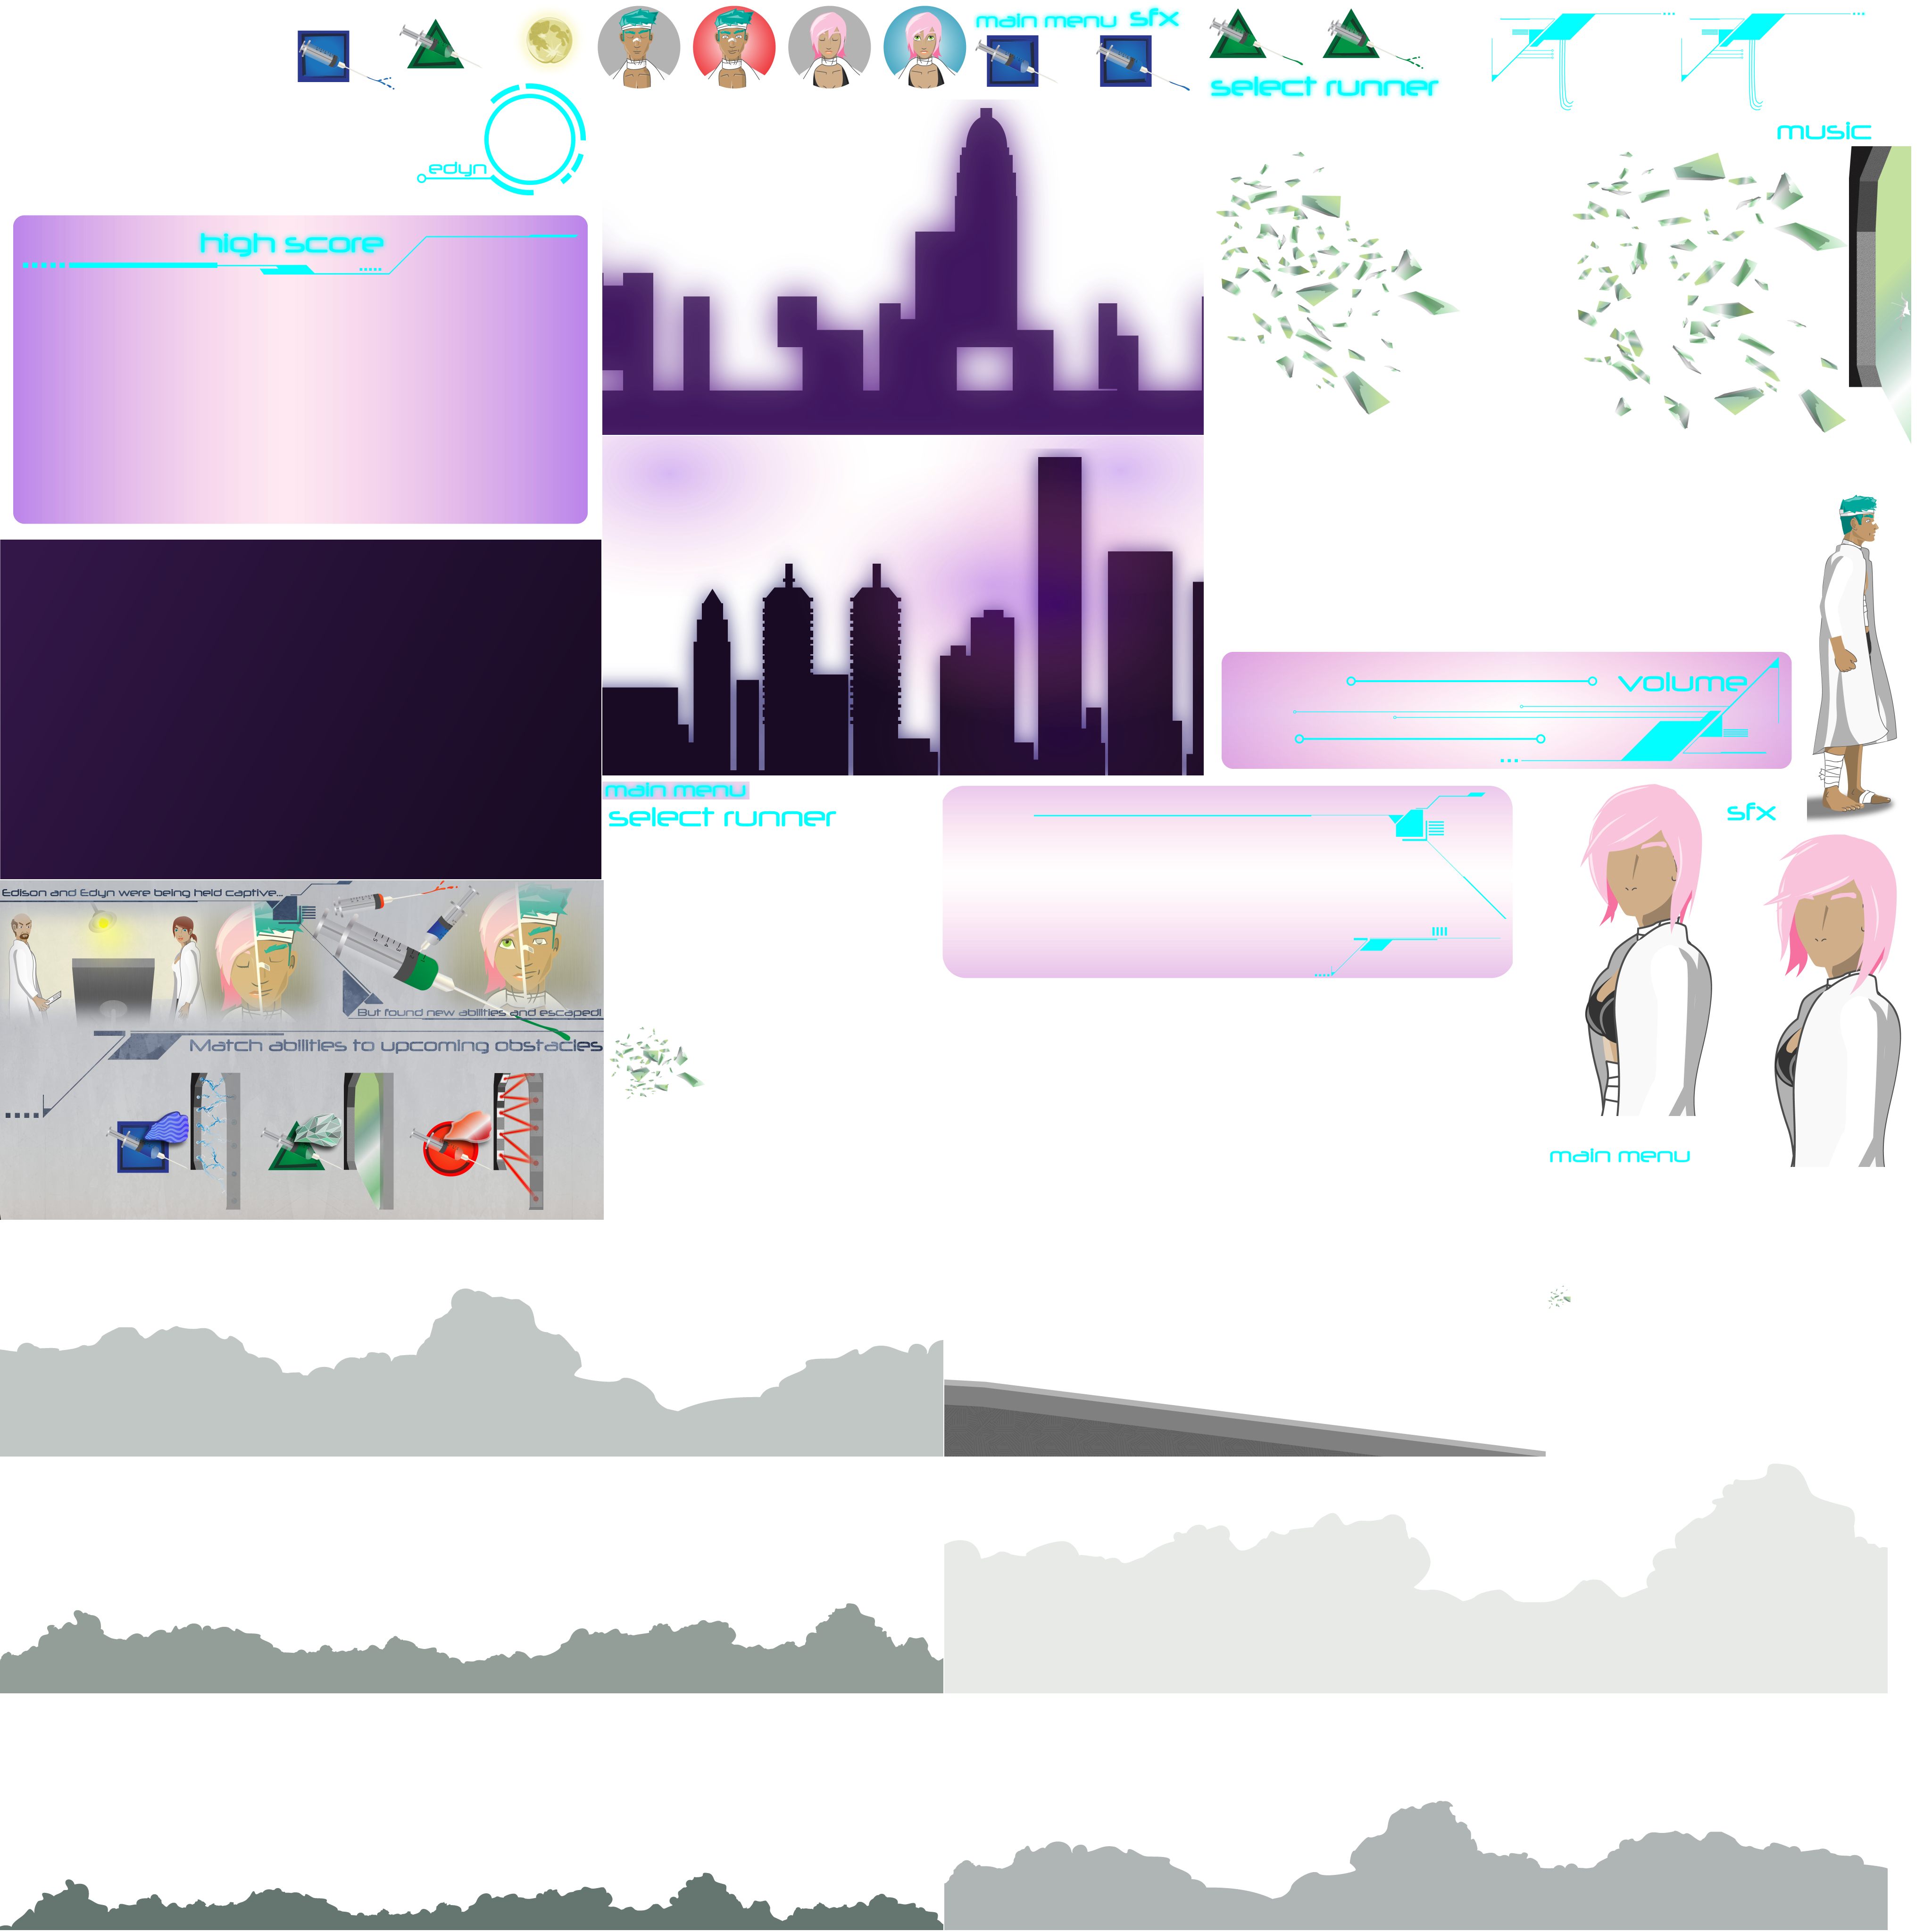 main menu
sfx
select runner
music
edyn
high score
volume
main menu
select runner
sfx
Edison and Edyn were being held captive...
But found new abilities and escaped!
Match abilities to upcoming obstacles
main menu